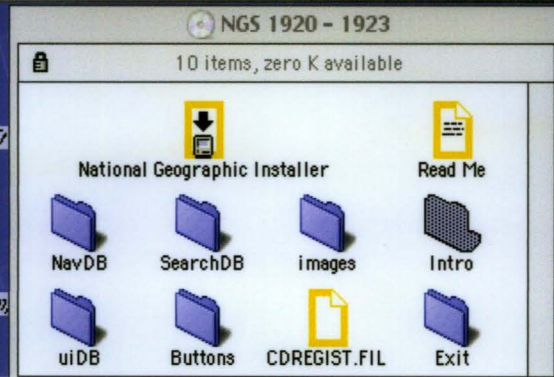 NGS 1920 - 1923
10 items, zero K available
National Geographic Installer
Read Me
NavDB
SearchDB
images
Intro
uiDB
Buttons
CDREGIST.FIL
Exit